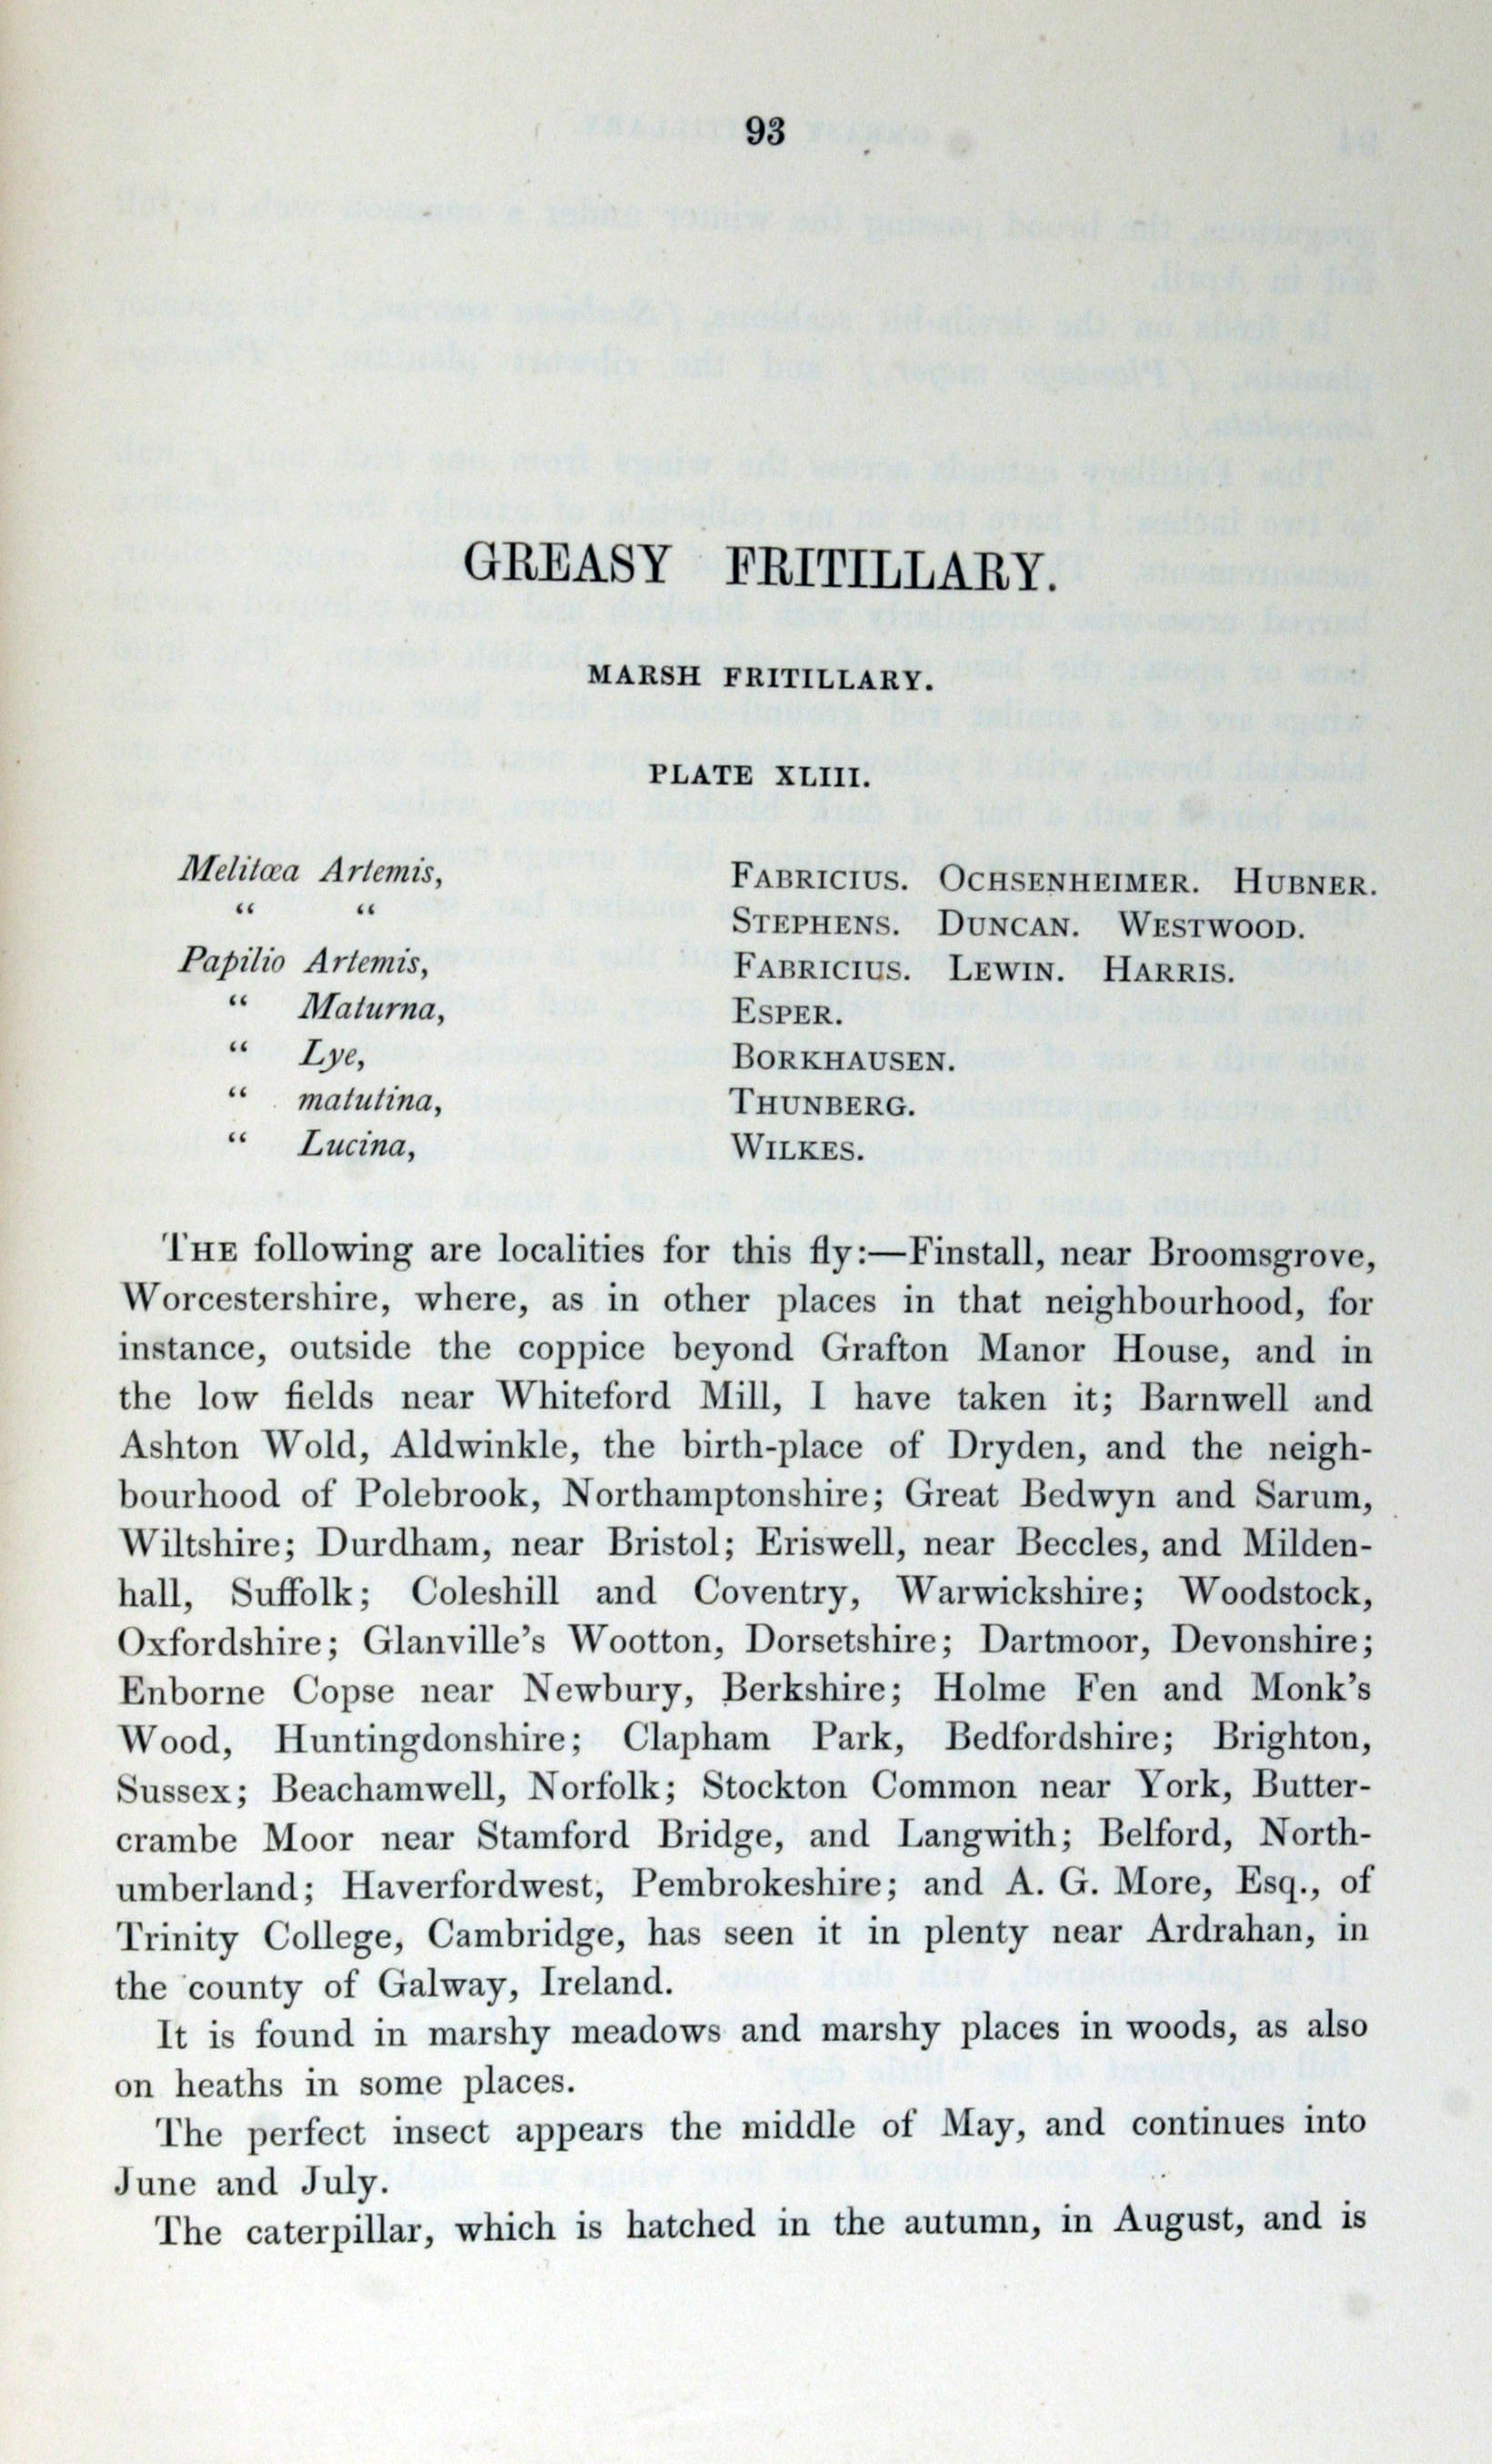 93
GREASY FRITILLARY.
MARSH FRITILLARY.
PLATE XLIII.
Melitœa Artemis, FABRICIUS. OCHSENHEIMER. HUBNER.
“ “ STEPHENS. DUNCAN. WESTWOOD.
Papilio Artemis, FABRICIUS. LEWIN. HARRIS.
“ Maturna, ESPER.
“ Lye, BORKHAUSEN.
“ matutina, THUNBERG.
“ Lucina, WILKES.
THE following are localities for this fly:—Finstall, near Broomsgrove,
Worcestershire, where, as in other places in that neighbourhood, for
instance, outside the coppice beyond Grafton Manor House, and in
the low fields near Whiteford Mill, I have taken it; Barnwell and
Ashton Wold, Aldwinkle, the birth-place of Dryden, and the neigh-
bourhood of Polebrook, Northamptonshire; Great Bedwyn and Sarum,
Wiltshire; Durdham, near Bristol; Eriswell, near Beccles, and Milden-
hall, Suffolk; Coleshill and Coventry, Warwickshire; Woodstock,
Oxfordshire; Glanville's Wootton, Dorsetshire; Dartmoor, Devonshire;
Enborne Copse near Newbury, Berkshire; Holme Fen and Monk's
Wood, Huntingdonshire; Clapham Park, Bedfordshire; Brighton,
Sussex; Beachamwell, Norfolk; Stockton Common near York, Butter-
crambe Moor near Stamford Bridge, and Langwith; Belford, North-
umberland; Haverfordwest, Pembrokeshire; and A. G. More, Esq., of
Trinity College, Cambridge, has seen it in plenty near Ardrahan, in
the county of Galway, Ireland.
It is found in marshy meadows and marshy places in woods, as also
on heaths in some places.
The perfect insect appears the middle of May, and continues into
June and July.
The caterpillar, which is hatched in the autumn, in August, and is